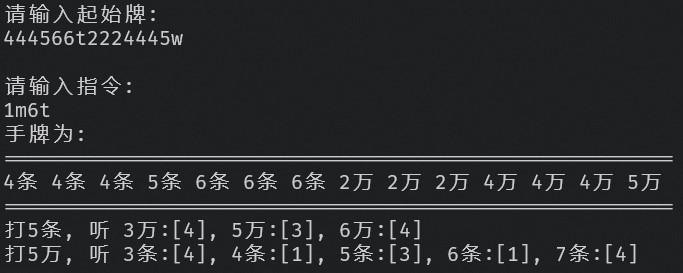 请输入起始牌:
444566t2224445w
请输入指令:
1m6t
手牌为:
==========================================================
4条 4条 4条 5条 6条 6条 6条 2万 2万 2万 4万 4万 4万 5万
==========================================================
打5条, 听 3万:[4], 5万:[3], 6万:[4]
打5万, 听 3条:[4], 4条:[1], 5条:[3], 6条:[1], 7条:[4]